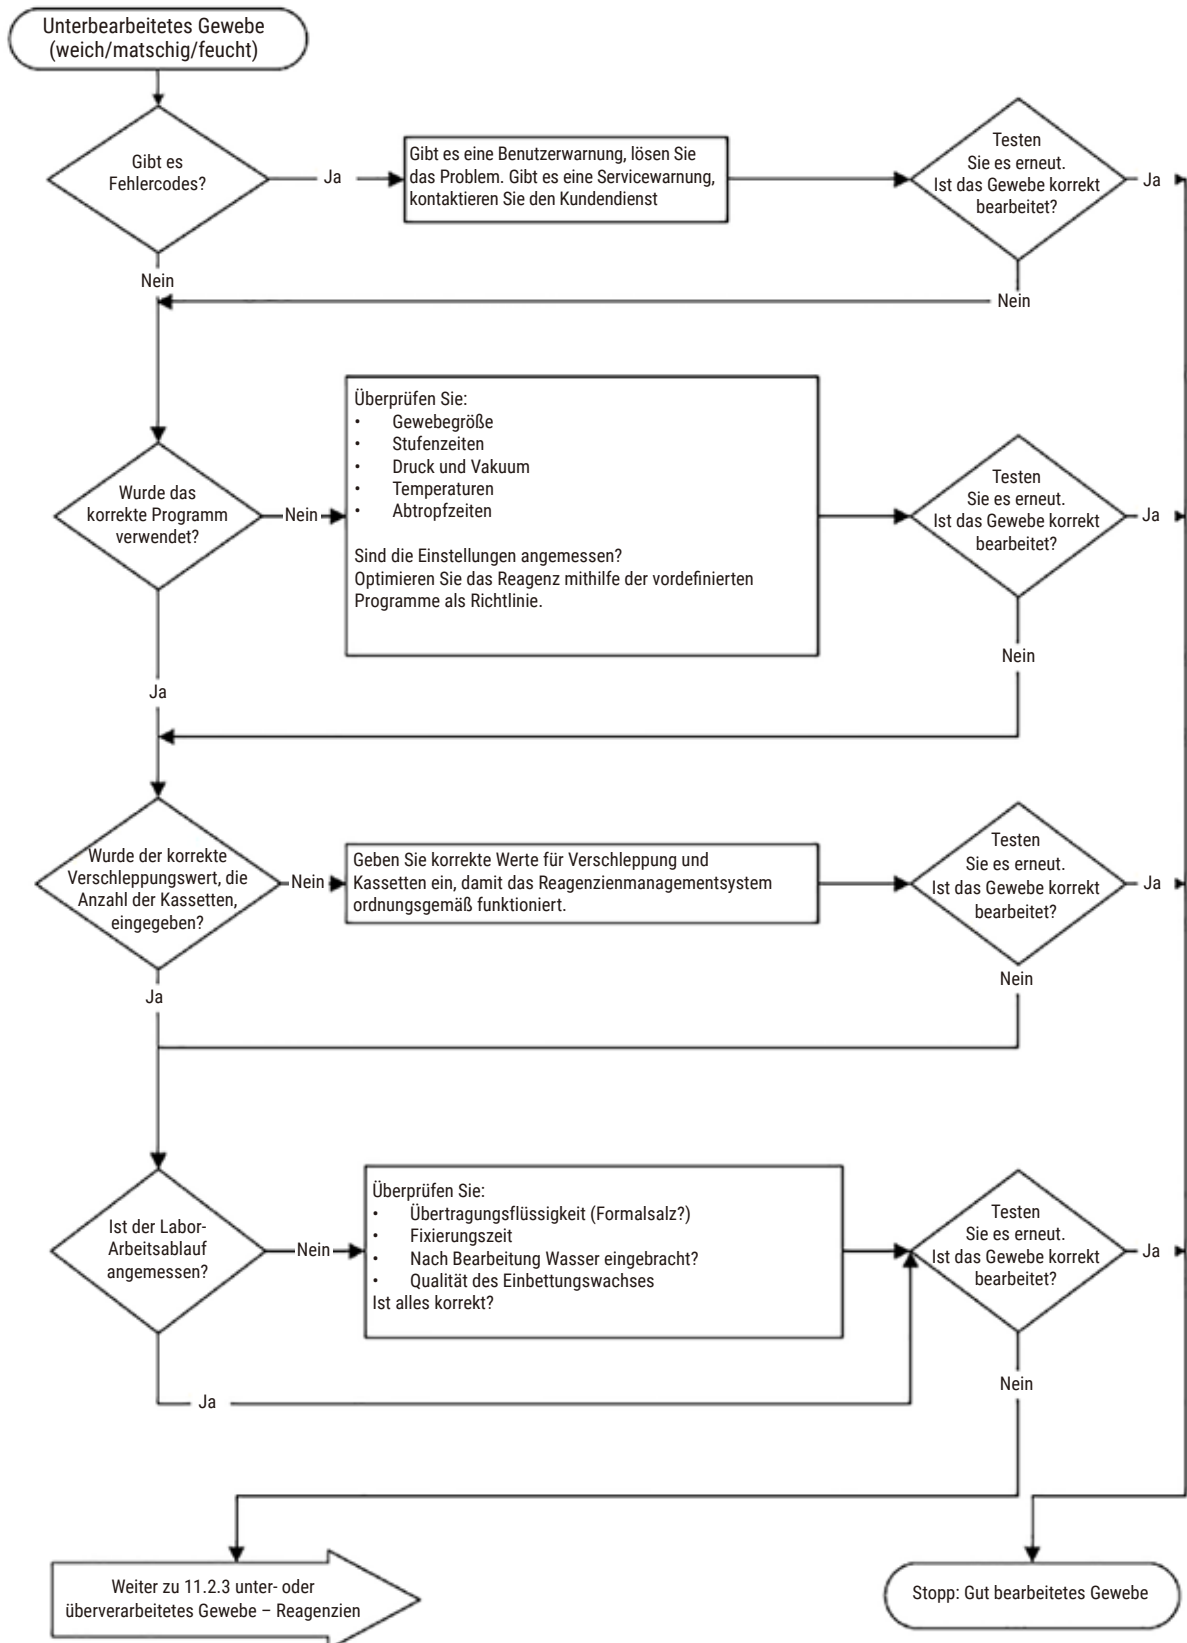 Unterbearbeitetes Gewebe
(weich/matschig/feucht)
Gibt es
Fehlercodes?
Ja
Gibt es eine Benutzerwarnung, lösen Sie
das Problem. Gibt es eine Servicewarnung,
kontaktieren Sie den Kundendienst
Testen
Sie es erneut.
Ist das Gewebe korrekt
bearbeitet?
Ja
Nein
Nein
Wurde das
korrekte Programm
verwendet?
Nein
Überprüfen Sie:
• Gewebegröße
• Stufenzeiten
• Druck und Vakuum
• Temperaturen
• Abtropfzeiten
Sind die Einstellungen angemessen?
Optimieren Sie das Reagenz mithilfe der vordefinierten
Programme als Richtlinie.
Testen
Sie es erneut.
Ist das Gewebe korrekt
bearbeitet?
Ja
Nein
Ja
Wurde der korrekte
Verschleppungswert, die
Anzahl der Kassetten,
eingegeben?
Nein
Geben Sie korrekte Werte für Verschleppung und
Kassetten ein, damit das Reagenzienmanagementsystem
ordnungsgemäß funktioniert.
Testen
Sie es erneut.
Ist das Gewebe korrekt
bearbeitet?
Ja
Nein
Ja
Ist der Labor-
Arbeitsablauf
angemessen?
Nein
Überprüfen Sie:
• Übertragungsflüssigkeit (Formalsalz?)
• Fixierungszeit
• Nach Bearbeitung Wasser eingebracht?
• Qualität des Einbettungswachses
Ist alles korrekt?
Testen
Sie es erneut.
Ist das Gewebe korrekt
bearbeitet?
Ja
Nein
Ja
Weiter zu 11.2.3 unter- oder
überverarbeitetes Gewebe – Reagenzien
Stopp: Gut bearbeitetes Gewebe